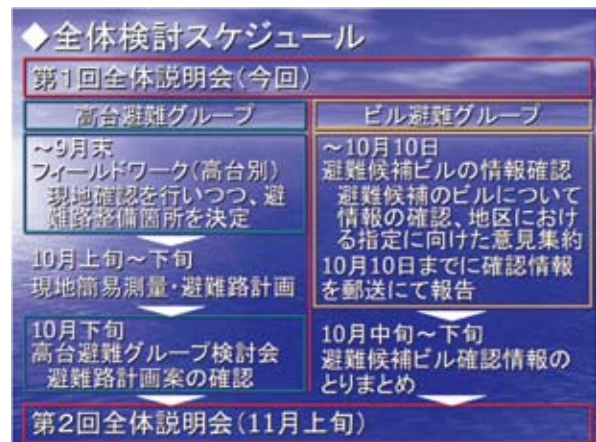 ◆全体検討スケジュール
第1回全体説明会(今回)
高台避難グループ
～9月末
フィールドワーク(高台別)
現地確認を行いつつ、避
難路整備箇所を決定
10月上旬～下旬
現地簡易測量・避難路計画
10月下旬
高台避難グループ検討会
避難路計画案の確認
ビル避難グループ
～10月10日
避難候補ビルの情報確認
避難候補のビルについて
情報の確認、地区におけ
る指定に向けた意見集約
10月10日までに確認情報
を郵送にて報告
10月中旬～下旬
避難候補ビル確認情報の
とりまとめ
第2回全体説明会(11月上旬)